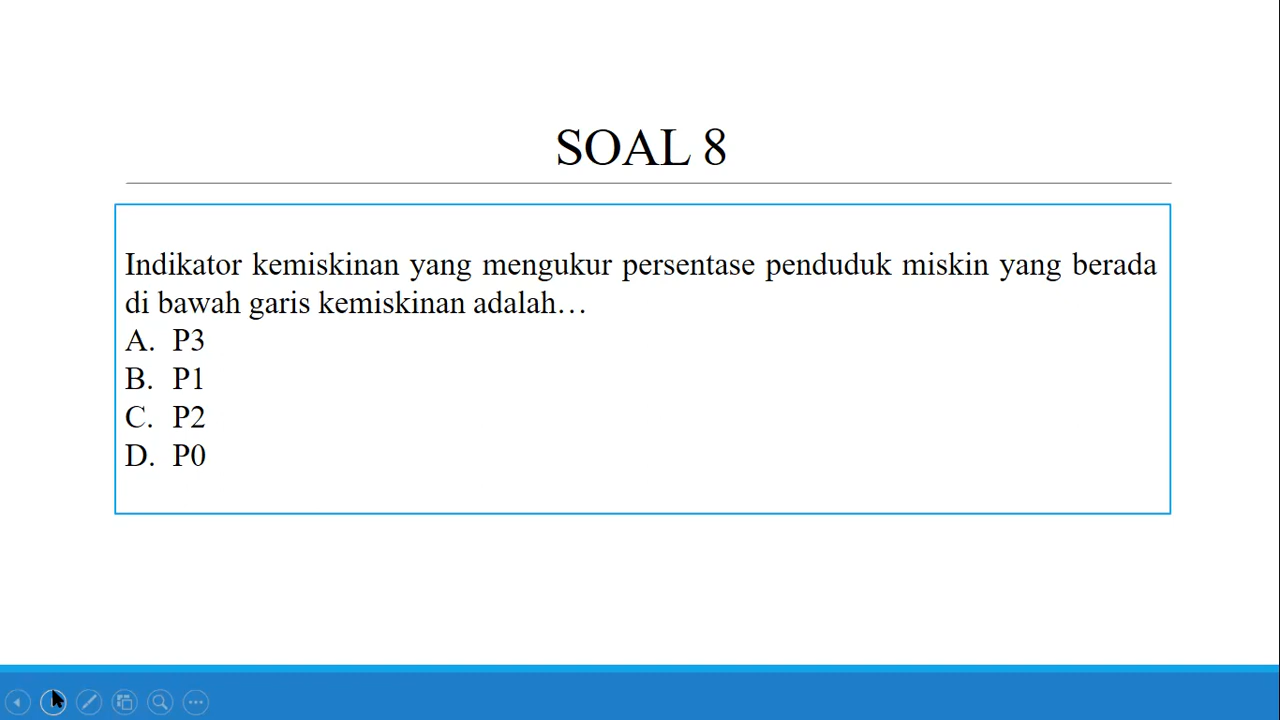 SOAL 8
Indikator kemiskinan yang mengukur persentase penduduk miskin yang berada
di bawah garis kemiskinan adalah…
A. P3
B. P1
C. P2
D. P0